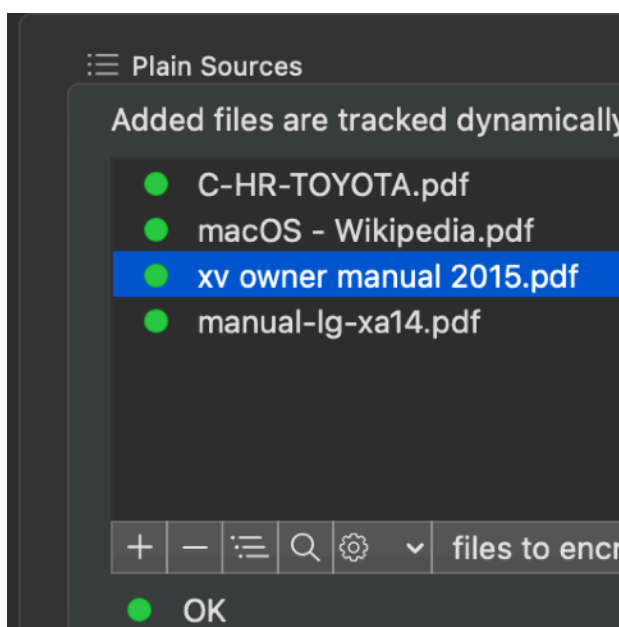 Plain Sources
Added files are tracked dynamically
C-HR-TOYOTA.pdf
macOS - Wikipedia.pdf
xv owner manual 2015.pdf
manual-lg-xa14.pdf
files to encr
OK